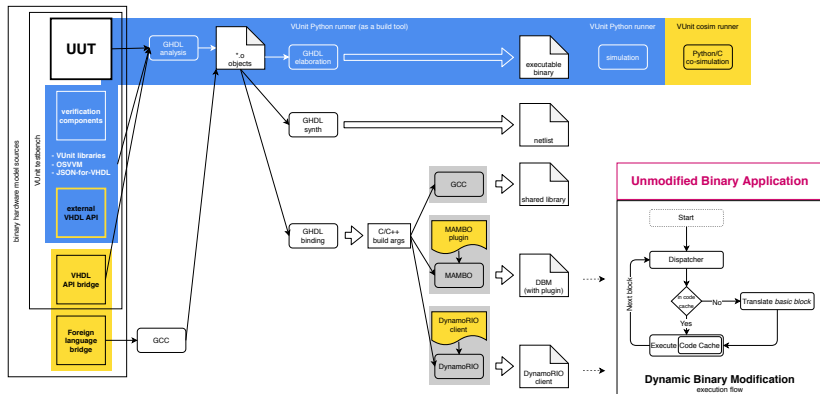 VUnit Python runner (as a build tool)
VUnit Python runner
VUnit cosim runner
UUT
GHDL
analysis
*.o
objects
GHDL
elaboration
executable
binary
simulation
Python/C
co-simulation
binary hardware model sources
VUnit testbench
verification
components
- VUnit libraries
- OSVVM
- JSON-for-VHDL
external
VHDL API
VHDL
API bridge
Foreign
language
bridge
GCC
GHDL
synth
netlist
GHDL
binding
C/C++
build args
GCC
shared library
MAMBO
plugin
MAMBO
DBM
(with plugin)
DynamoRIO
client
DynamoRIO
DynamoRIO
client
Unmodified Binary Application
Start
Dispatcher
Next block
In code
cache
No
Translate basic block
Yes
Execute
Code Cache
Dynamic Binary Modification
execution flow